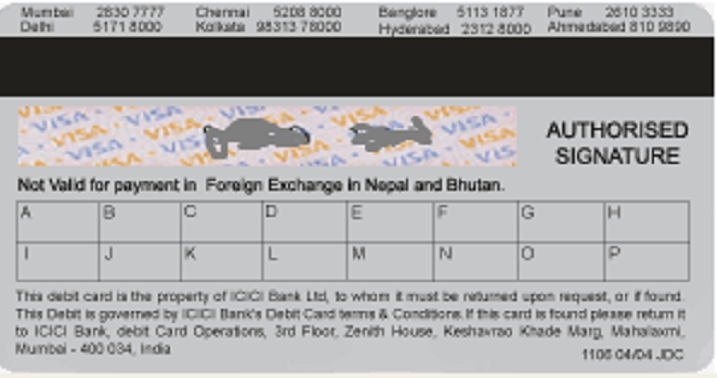 Mumbai 2830 7777 Chennai 5208 8000 Banglore 5113 1877 Pune 2610 3333
Delhi 5171 8000 Kolkata 98313 78000 Hyderabad 2312 8000 Ahmedabad 810 9890
VISA VISA VISA VISA VISA VISA
AUTHORISED
SIGNATURE
Not Valid for payment in Foreign Exchange in Nepal and Bhutan.
A B C D E F G H
I J K L M N O P
This debit card is the property of ICICI Bank Ltd, to whom it must be returned upon request, or if found.
This Debit is governed by ICICI Bank's Debit Card terms & Conditions.If this card is found please return it
to ICICI Bank, debit Card Operations, 3rd Floor, Zenith House, Keshavrao Khade Marg, Mahalaxmi,
Mumbai - 400 034, India
1106 04/04 JDC